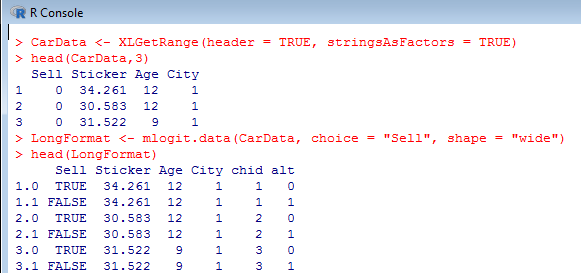 R Console
> CarData <- XLGetRange(header = TRUE, stringsAsFactors = TRUE)
> head(CarData,3)
  Sell Sticker Age City
1    0  34.261  12    1
2    0  30.583  12    1
3    0  31.522   9    1
> LongFormat <- mlogit.data(CarData, choice = "Sell", shape = "wide")
> head(LongFormat)
     Sell Sticker Age City chid alt
1.0  TRUE  34.261  12    1    1   0
1.1 FALSE  34.261  12    1    1   1
2.0  TRUE  30.583  12    1    2   0
2.1 FALSE  30.583  12    1    2   1
3.0  TRUE  31.522   9    1    3   0
3.1 FALSE  31.522   9    1    3   1